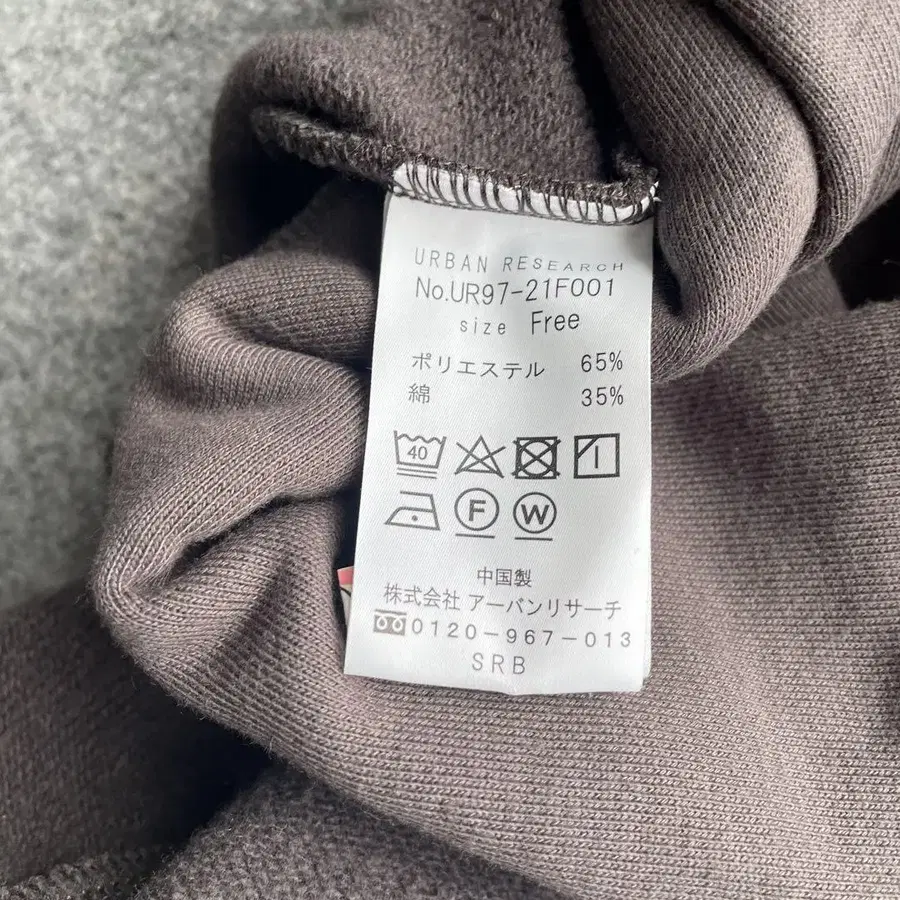 URBAN RESEARCH
No.UR97-21F001
size Free
ポリエステル 65%
綿 35%
40
F W
中国製
株式会社 アーバンリサーチ
0120-967-013
SRB